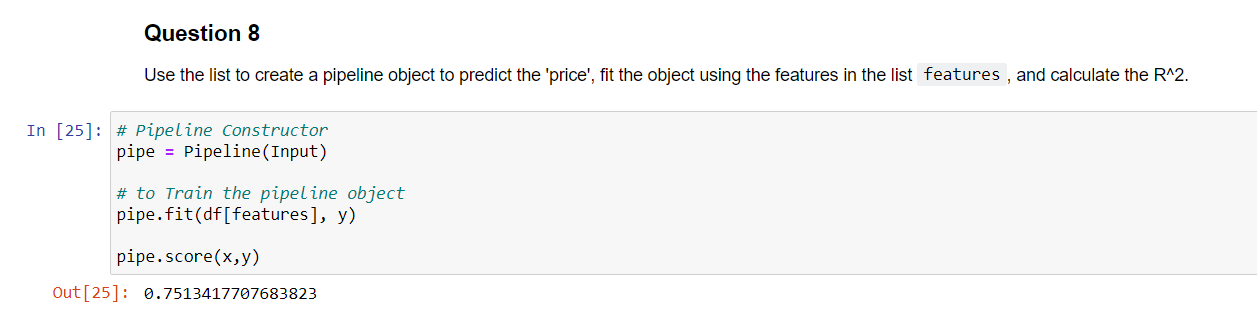 Question 8
Use the list to create a pipeline object to predict the 'price', fit the object using the features in the list features , and calculate the R^2.
In [25]: # Pipeline Constructor
pipe = Pipeline(Input)
# to Train the pipeline object
pipe.fit(df[features], y)
pipe.score(x,y)
Out[25]: 0.7513417707683823